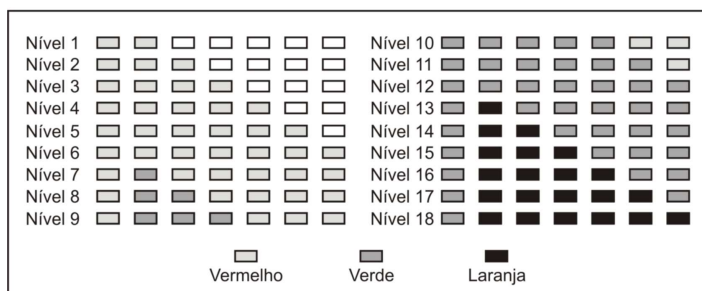 Nível 1
Nível 2
Nível 3
Nível 4
Nível 5
Nível 6
Nível 7
Nível 8
Nível 9
Nível 10
Nível 11
Nível 12
Nível 13
Nível 14
Nível 15
Nível 16
Nível 17
Nível 18
Vermelho
Verde
Laranja